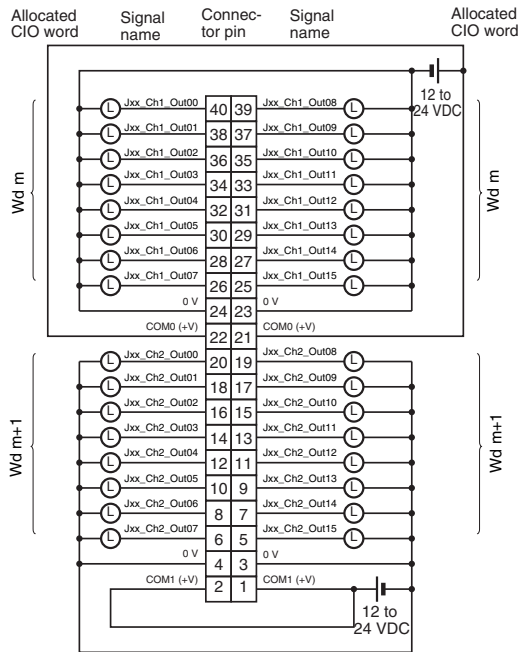 Allocated
CIO word
Signal
name
Connec-
tor pin
Signal
name
Allocated
CIO word
12 to
24 VDC
Wd m
Wd m
L Jxx_Ch1_Out00 40 39 Jxx_Ch1_Out08 L
L Jxx_Ch1_Out01 38 37 Jxx_Ch1_Out09 L
L Jxx_Ch1_Out02 36 35 Jxx_Ch1_Out10 L
L Jxx_Ch1_Out03 34 33 Jxx_Ch1_Out11 L
L Jxx_Ch1_Out04 32 31 Jxx_Ch1_Out12 L
L Jxx_Ch1_Out05 30 29 Jxx_Ch1_Out13 L
L Jxx_Ch1_Out06 28 27 Jxx_Ch1_Out14 L
L Jxx_Ch1_Out07 26 25 Jxx_Ch1_Out15 L
0 V 24 23 0 V
COM0 (+V) 22 21 COM0 (+V)
Wd m+1
Wd m+1
L Jxx_Ch2_Out00 20 19 Jxx_Ch2_Out08 L
L Jxx_Ch2_Out01 18 17 Jxx_Ch2_Out09 L
L Jxx_Ch2_Out02 16 15 Jxx_Ch2_Out10 L
L Jxx_Ch2_Out03 14 13 Jxx_Ch2_Out11 L
L Jxx_Ch2_Out04 12 11 Jxx_Ch2_Out12 L
L Jxx_Ch2_Out05 10 9 Jxx_Ch2_Out13 L
L Jxx_Ch2_Out06 8 7 Jxx_Ch2_Out14 L
L Jxx_Ch2_Out07 6 5 Jxx_Ch2_Out15 L
0 V 4 3 0 V
COM1 (+V) 2 1 COM1 (+V)
12 to
24 VDC